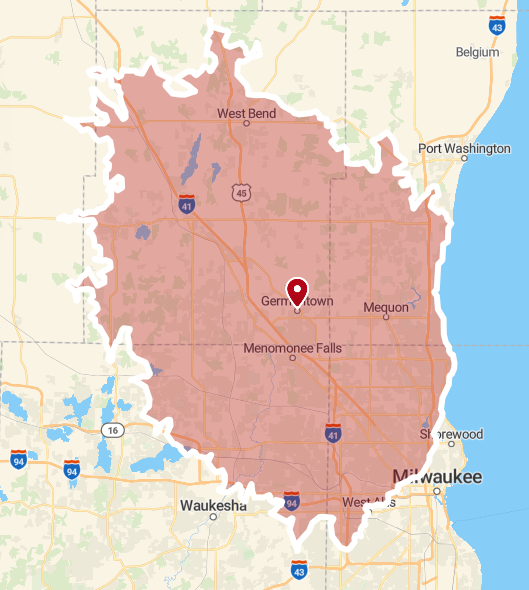 43
Belgium
West Bend
Port Washington
45
41
Germantown
Mequon
Menomonee Falls
16
41
Shorewood
94
94
Milwaukee
94
West Allis
Waukesha
43